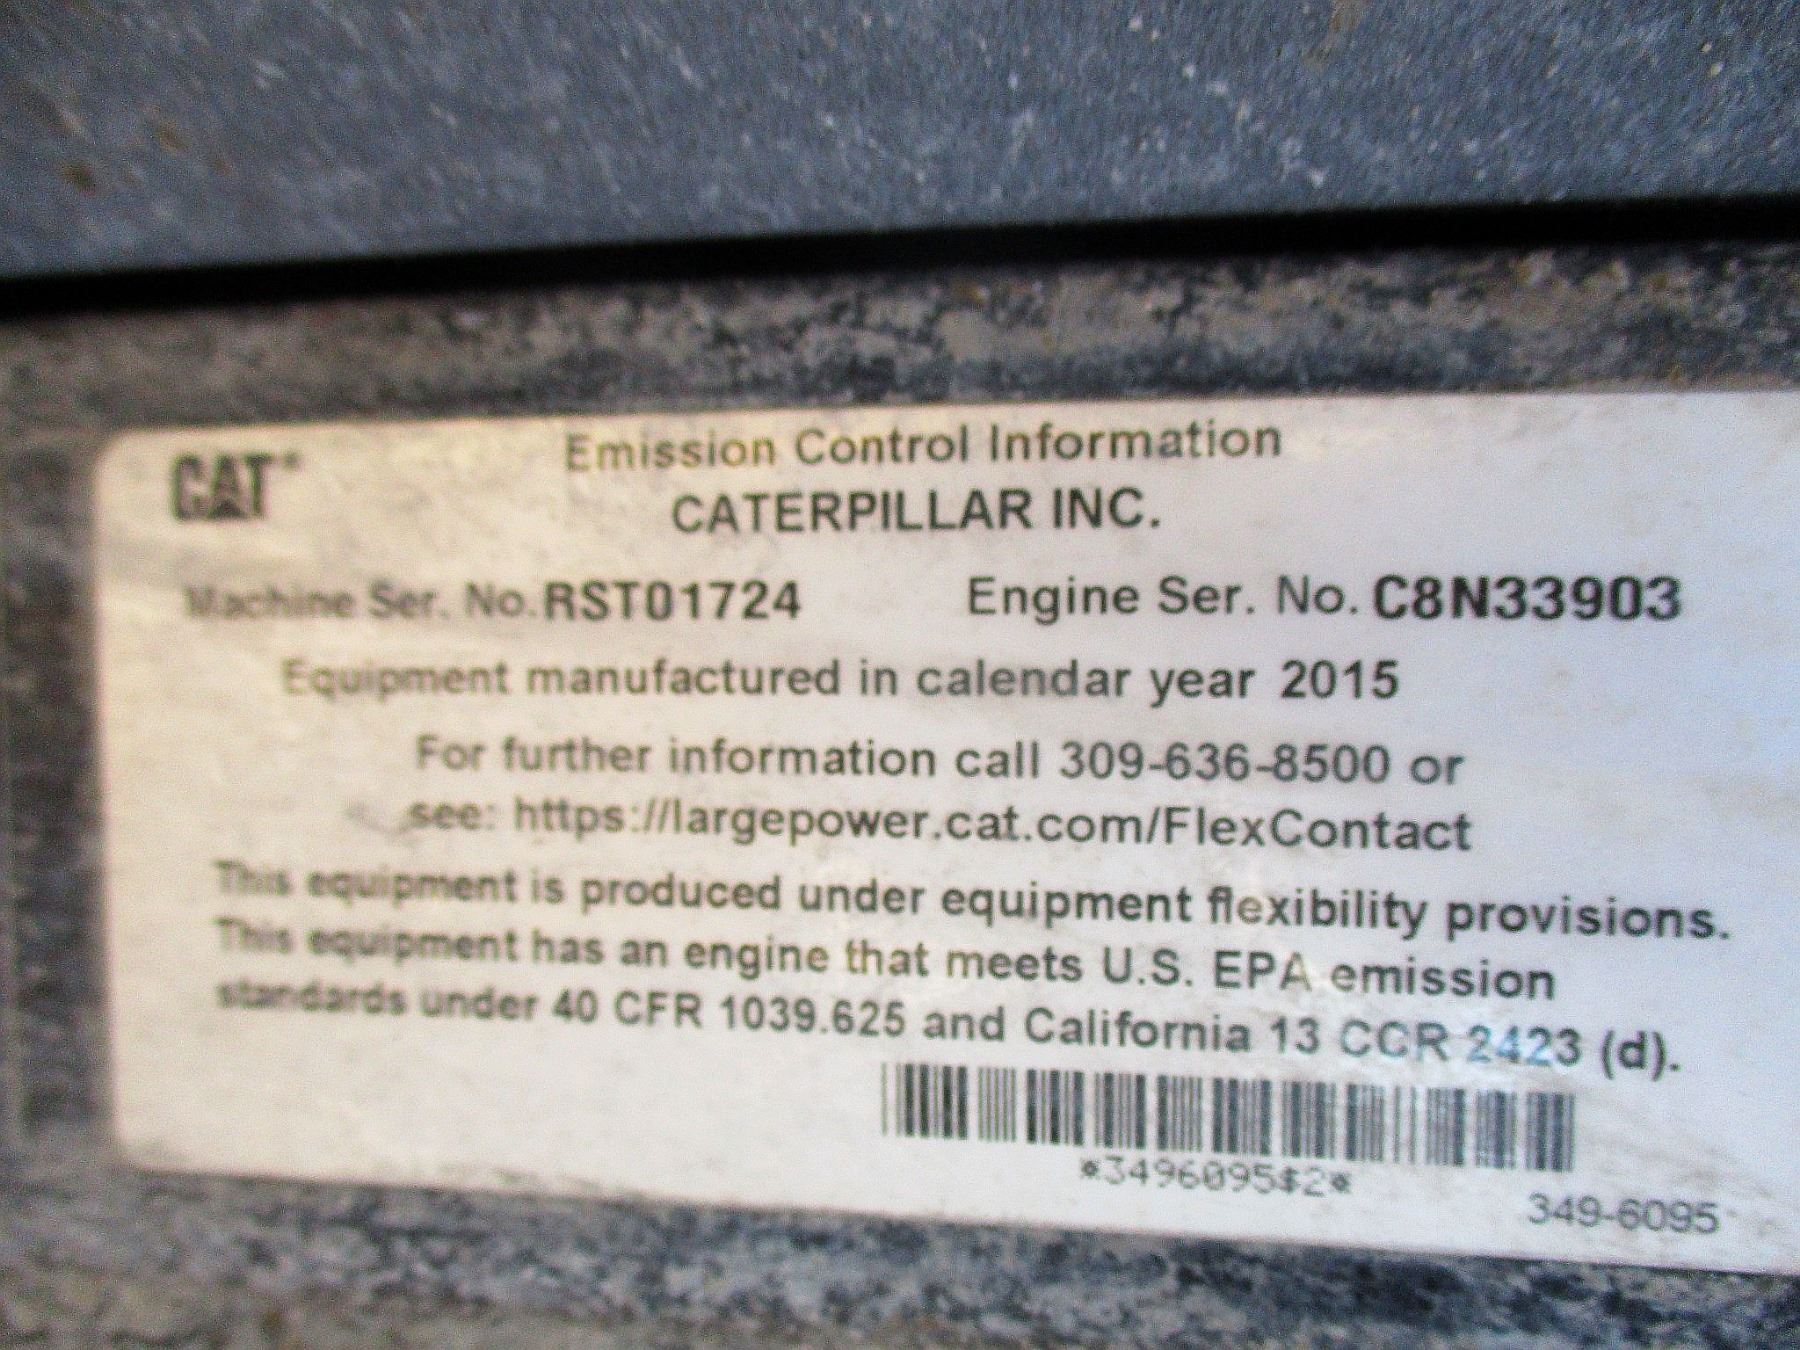 CAT®
Emission Control Information
CATERPILLAR INC.
Machine Ser. No. RST01724 Engine Ser. No. C8N33903
Equipment manufactured in calendar year 2015
For further information call 309-636-8500 or
see: https://largepower.cat.com/FlexContact
This equipment is produced under equipment flexibility provisions.
This equipment has an engine that meets U.S. EPA emission
standards under 40 CFR 1039.625 and California 13 CCR 2423 (d).
*3496095$2*
349-6095